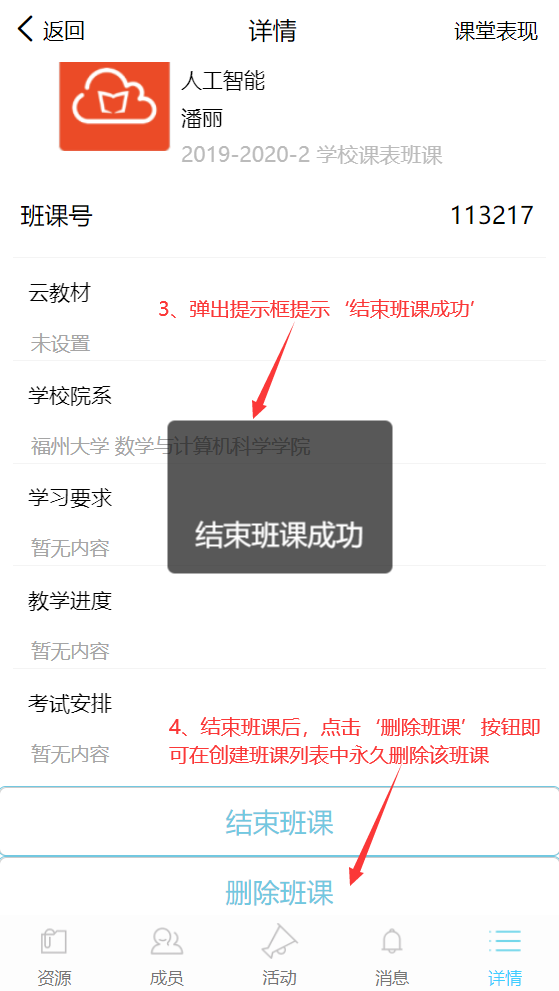 返回 详情 课堂表现
人工智能
潘丽
2019-2020-2 学校课表班课
班课号 113217
云教材
3、弹出提示框提示‘结束班课成功’
未设置
学校院系
福州大学 数学与计算机科学学院
学习要求
结束班课成功
暂无内容
教学进度
暂无内容
考试安排
4、结束班课后，点击‘删除班课’按钮即
可在创建班课列表中永久删除该班课
暂无内容
结束班课
删除班课
资源 成员 活动 消息 详情